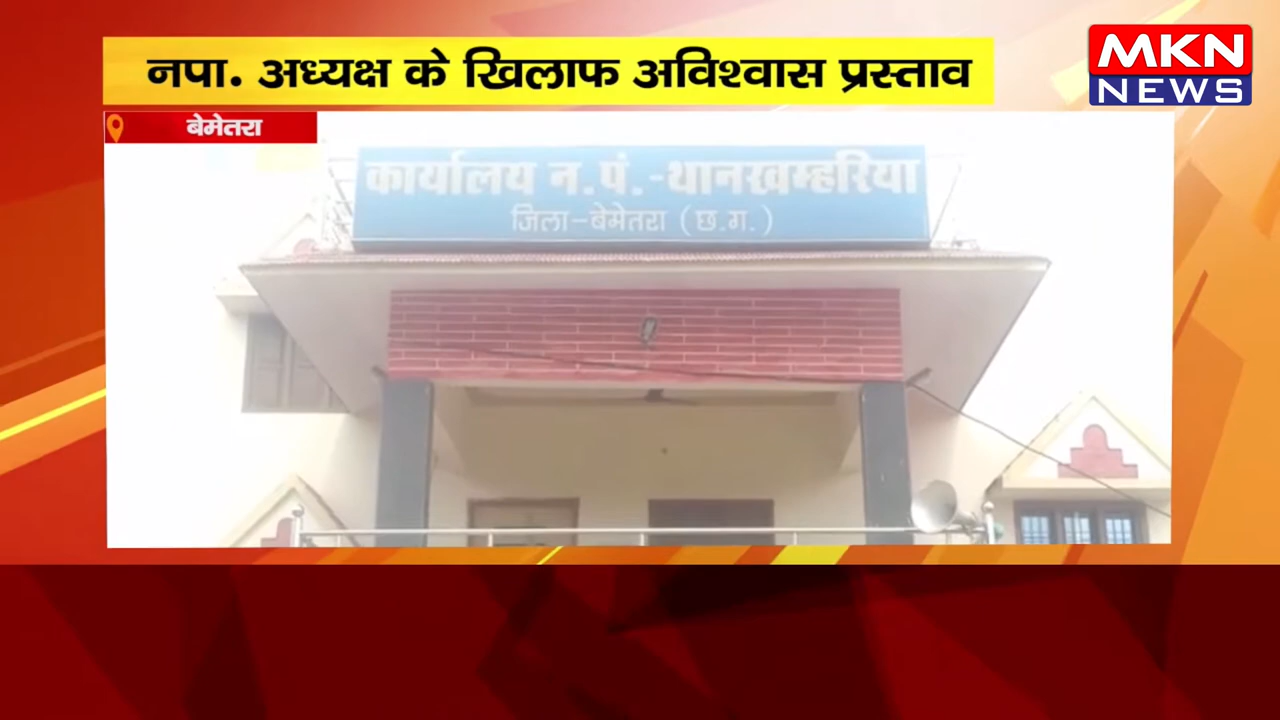 नपा. अध्यक्ष के खिलाफ अविश्वास प्रस्ताव
MKN
NEWS
बेमेतरा
कार्यालय न.पं.-थानखम्हरिया
जिला-बेमेतरा (छ.ग.)